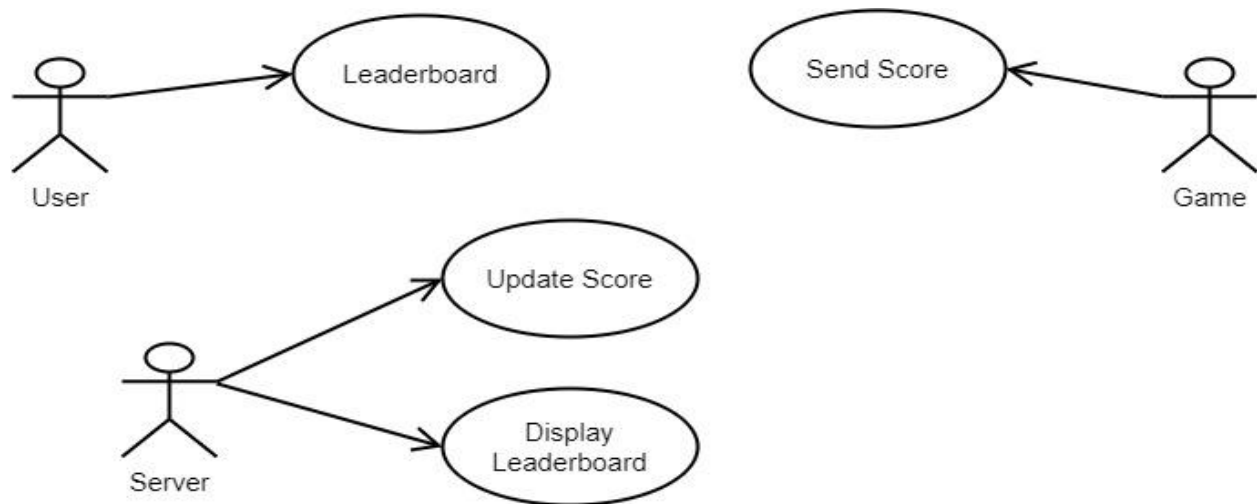 Leaderboard
Send Score
User
Game
Update Score
Display
Leaderboard
Server